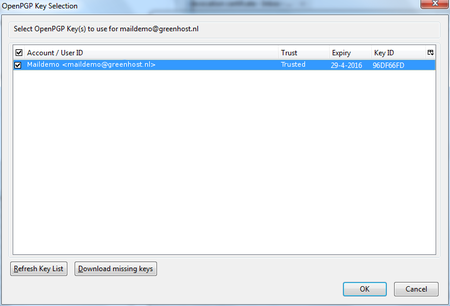 OpenPGP Key Selection
Select OpenPGP Key(s) to use for maildemo@greenhost.nl
Account / User ID Trust Expiry Key ID
Maildemo <maildemo@greenhost.nl> Trusted 29-4-2016 96DF66FD
Refresh Key List Download missing keys
OK Cancel